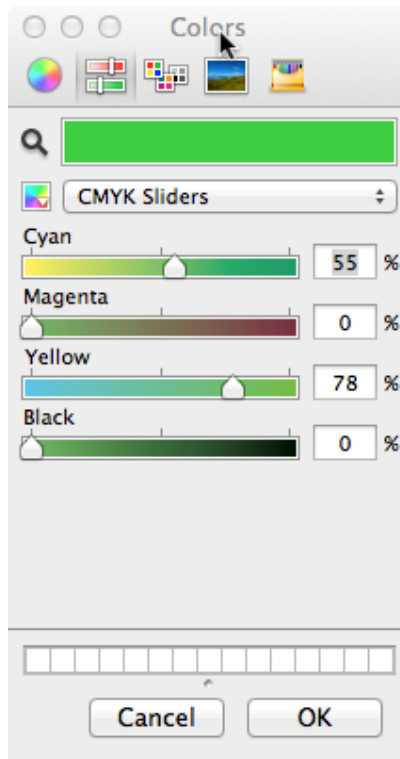 Colors
CMYK Sliders
Cyan
55 %
Magenta
0 %
Yellow
78 %
Black
0 %
Cancel OK